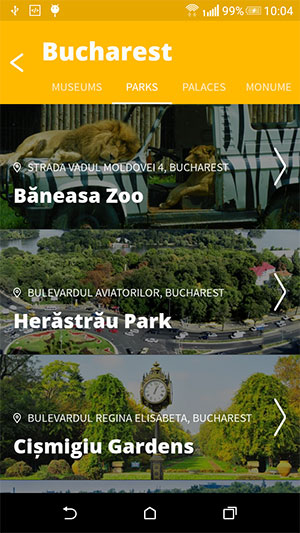 99% 10:04
Bucharest
MUSEUMS PARKS PALACES MONUME
STRADA VADUL MOLDOVEI 4, BUCHAREST
Băneasa Zoo
BULEVARDUL AVIATORILOR, BUCHAREST
Herăstrău Park
BULEVARDUL REGINA ELISABETA, BUCHAREST
Cișmigiu Gardens